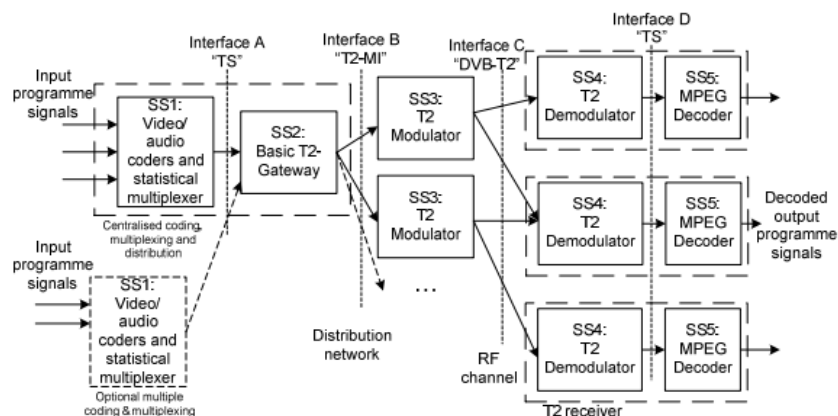 Interface A
"TS"
Interface B
"T2-MI"
Interface C
"DVB-T2"
Interface D
"TS"
Input
programme
signals
SS1:
Video/
audio
coders and
statistical
multiplexer
SS2:
Basic T2-
Gateway
SS3:
T2
Modulator
SS3:
T2
Modulator
...
SS4:
T2
Demodulator
SS5:
MPEG
Decoder
SS4:
T2
Demodulator
SS5:
MPEG
Decoder
SS4:
T2
Demodulator
SS5:
MPEG
Decoder
Decoded
output
programme
signals
Centralised coding,
multiplexing and
distribution
Input
programme
signals
SS1:
Video/
audio
coders and
statistical
multiplexer
Optional multiple
coding & multiplexing
Distribution
network
RF
channel
T2 receiver